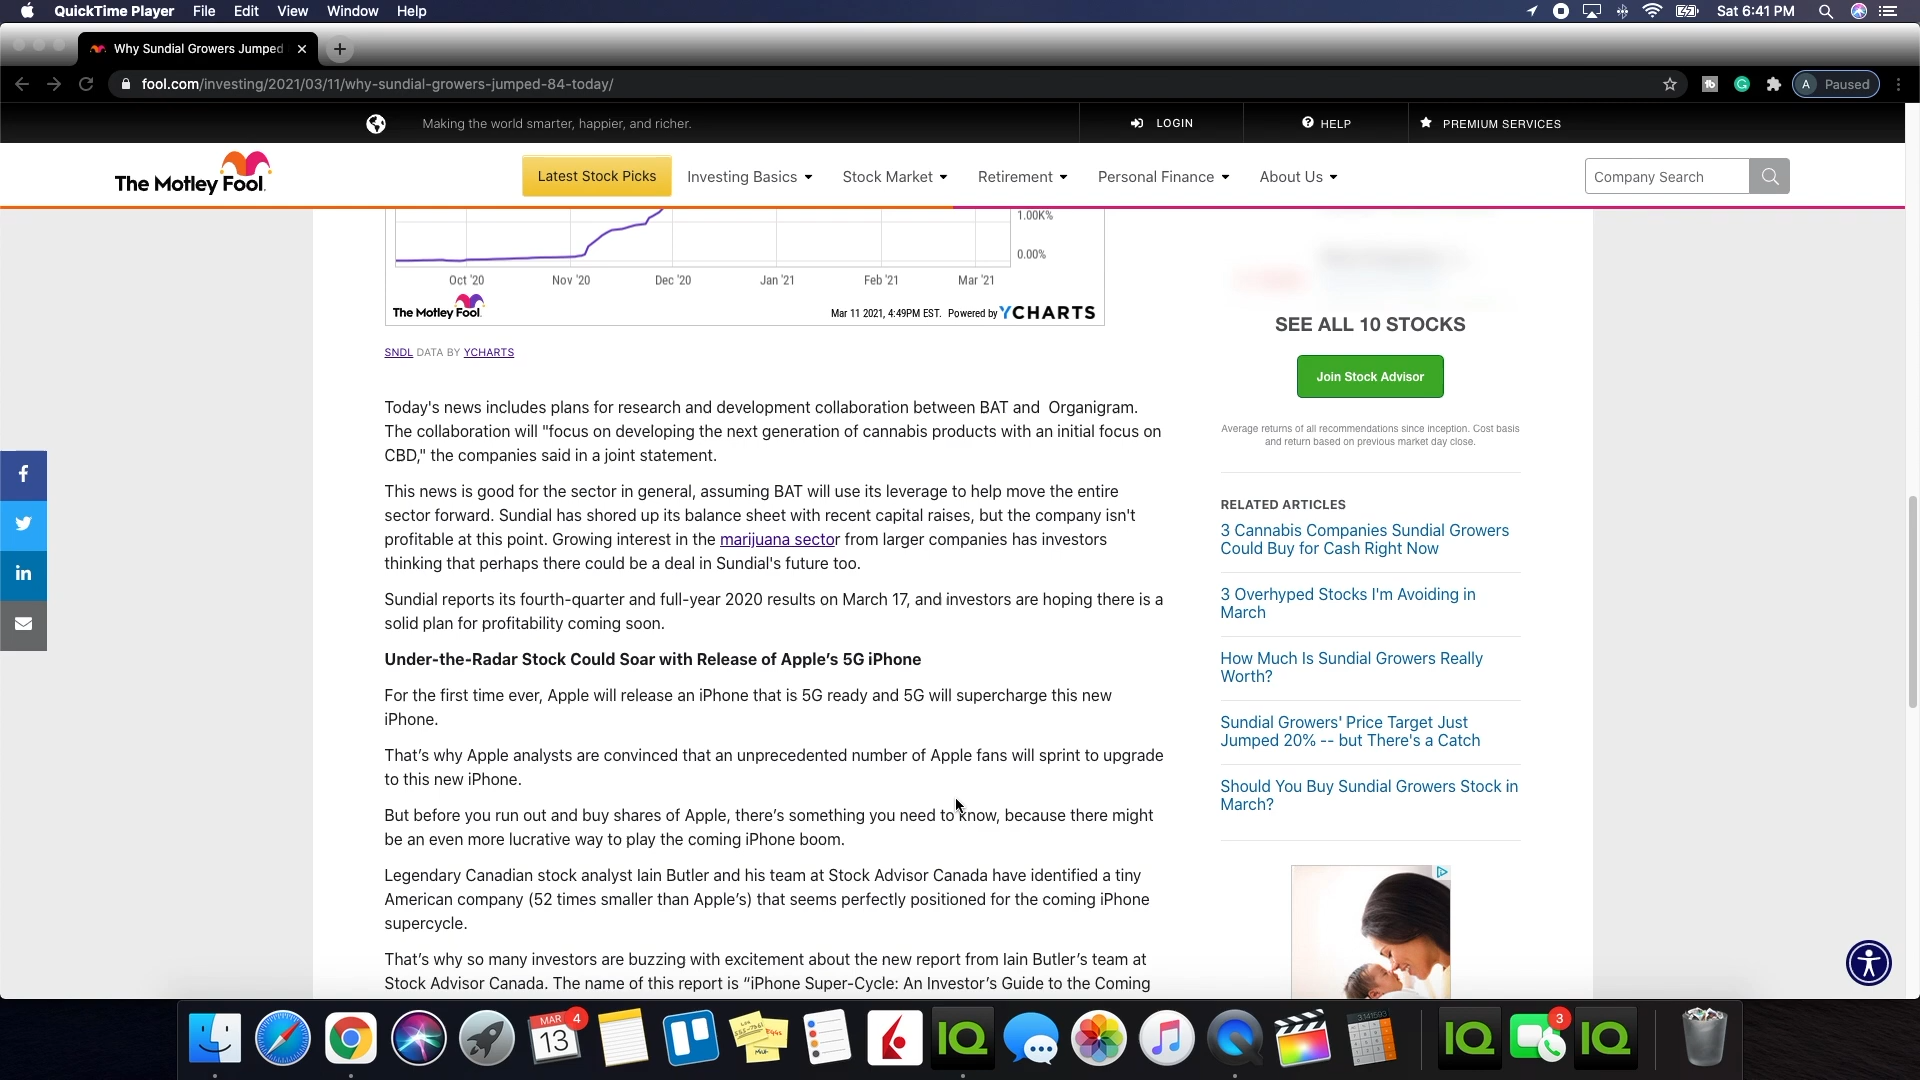 QuickTime Player File Edit View Window Help
Sat 6:41 PM
Why Sundial Growers Jumped
fool.com/investing/2021/03/11/why-sundial-growers-jumped-84-today/
A Paused
Making the world smarter, happier, and richer.
LOGIN
HELP
PREMIUM SERVICES
The Motley Fool.
Latest Stock Picks
Investing Basics
Stock Market
Retirement
Personal Finance
About Us
Company Search
1.00K%
0.00%
Oct '20 Nov '20 Dec '20 Jan '21 Feb '21 Mar '21
The Motley Fool.
Mar 11 2021, 4:49PM EST. Powered by YCHARTS
SNDL DATA BY YCHARTS
Today's news includes plans for research and development collaboration between BAT and Organigram.
The collaboration will "focus on developing the next generation of cannabis products with an initial focus on
CBD," the companies said in a joint statement.
This news is good for the sector in general, assuming BAT will use its leverage to help move the entire
sector forward. Sundial has shored up its balance sheet with recent capital raises, but the company isn't
profitable at this point. Growing interest in the marijuana sector from larger companies has investors
thinking that perhaps there could be a deal in Sundial's future too.
Sundial reports its fourth-quarter and full-year 2020 results on March 17, and investors are hoping there is a
solid plan for profitability coming soon.
Under-the-Radar Stock Could Soar with Release of Apple’s 5G iPhone
For the first time ever, Apple will release an iPhone that is 5G ready and 5G will supercharge this new
iPhone.
That’s why Apple analysts are convinced that an unprecedented number of Apple fans will sprint to upgrade
to this new iPhone.
But before you run out and buy shares of Apple, there’s something you need to know, because there might
be an even more lucrative way to play the coming iPhone boom.
Legendary Canadian stock analyst Iain Butler and his team at Stock Advisor Canada have identified a tiny
American company (52 times smaller than Apple’s) that seems perfectly positioned for the coming iPhone
supercycle.
That’s why so many investors are buzzing with excitement about the new report from Iain Butler’s team at
Stock Advisor Canada. The name of this report is “iPhone Super-Cycle: An Investor’s Guide to the Coming
SEE ALL 10 STOCKS
Join Stock Advisor
Average returns of all recommendations since inception. Cost basis
and return based on previous market day close.
RELATED ARTICLES
3 Cannabis Companies Sundial Growers
Could Buy for Cash Right Now
3 Overhyped Stocks I'm Avoiding in
March
How Much Is Sundial Growers Really
Worth?
Sundial Growers' Price Target Just
Jumped 20% -- but There's a Catch
Should You Buy Sundial Growers Stock in
March?
MAR
13
4
IQ
IQ
3
IQ